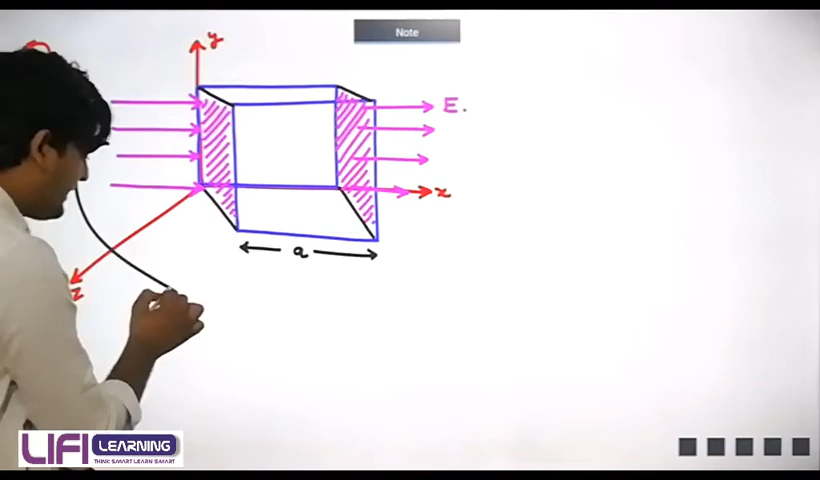 Note
y
E.
x
z
a
LIFI LEARNING
THINK SMART LEARN SMART